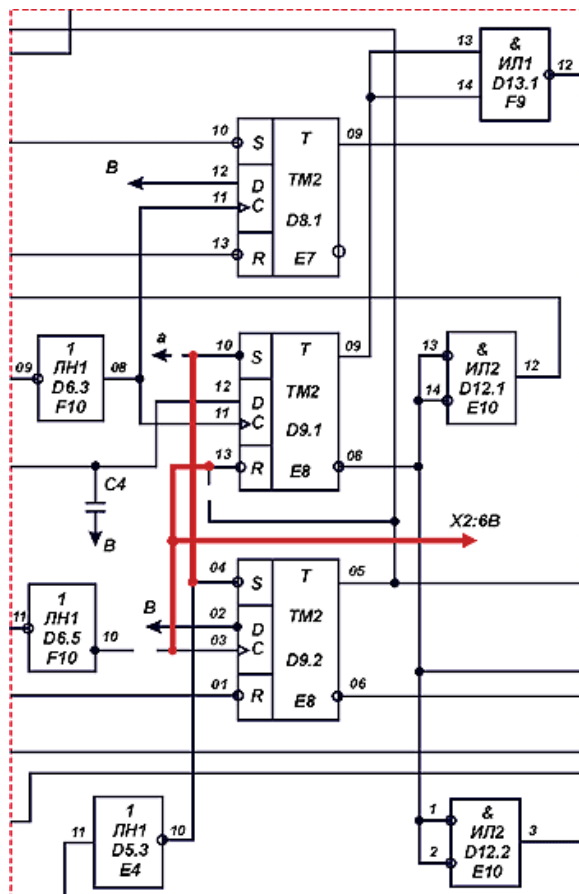 13
&
ИЛ1
12
14
D13.1
F9
10
S
T
09
B
12
D
TM2
11
C
D8.1
13
R
E7
a
10
S
T
09
1
ЛН1
09
08
D6.3
F10
12
D
TM2
11
C
D9.1
13
R
E8
08
13
&
ИЛ2
12
14
D12.1
E10
C4
B
X2:6B
04
S
T
05
B
02
D
TM2
03
C
D9.2
01
R
E8
06
11
1
ЛН1
10
D6.5
F10
11
1
ЛН1
10
D5.3
E4
1
&
ИЛ2
3
2
D12.2
E10